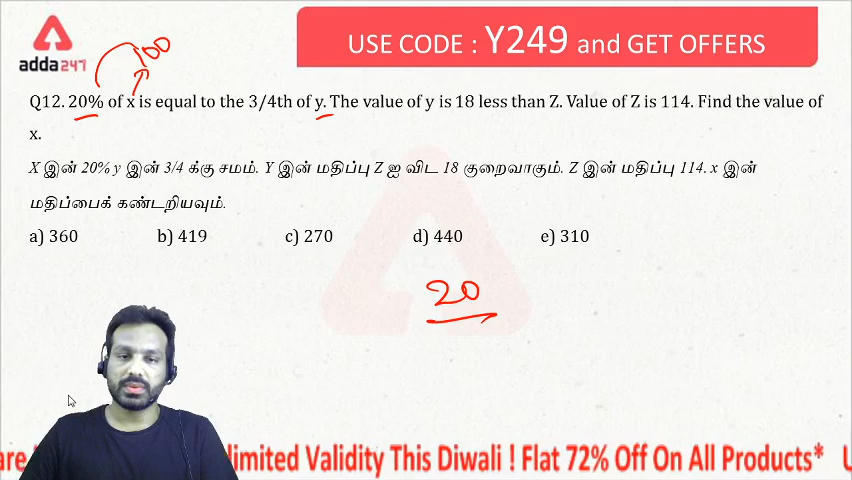 USE CODE : Y249 and GET OFFERS
adda247
100
Q12. 20% of x is equal to the 3/4th of y. The value of y is 18 less than Z. Value of Z is 114. Find the value of
x.
X இன் 20% y இன் 3/4 க்கு சமம். Y இன் மதிப்பு Z ஐ விட 18 குறைவாகும். Z இன் மதிப்பு 114. x இன்
மதிப்பைக் கண்டறியவும்.
a) 360 b) 419 c) 270 d) 440 e) 310
20
are limited Validity This Diwali ! Flat 72% Off On All Products* U